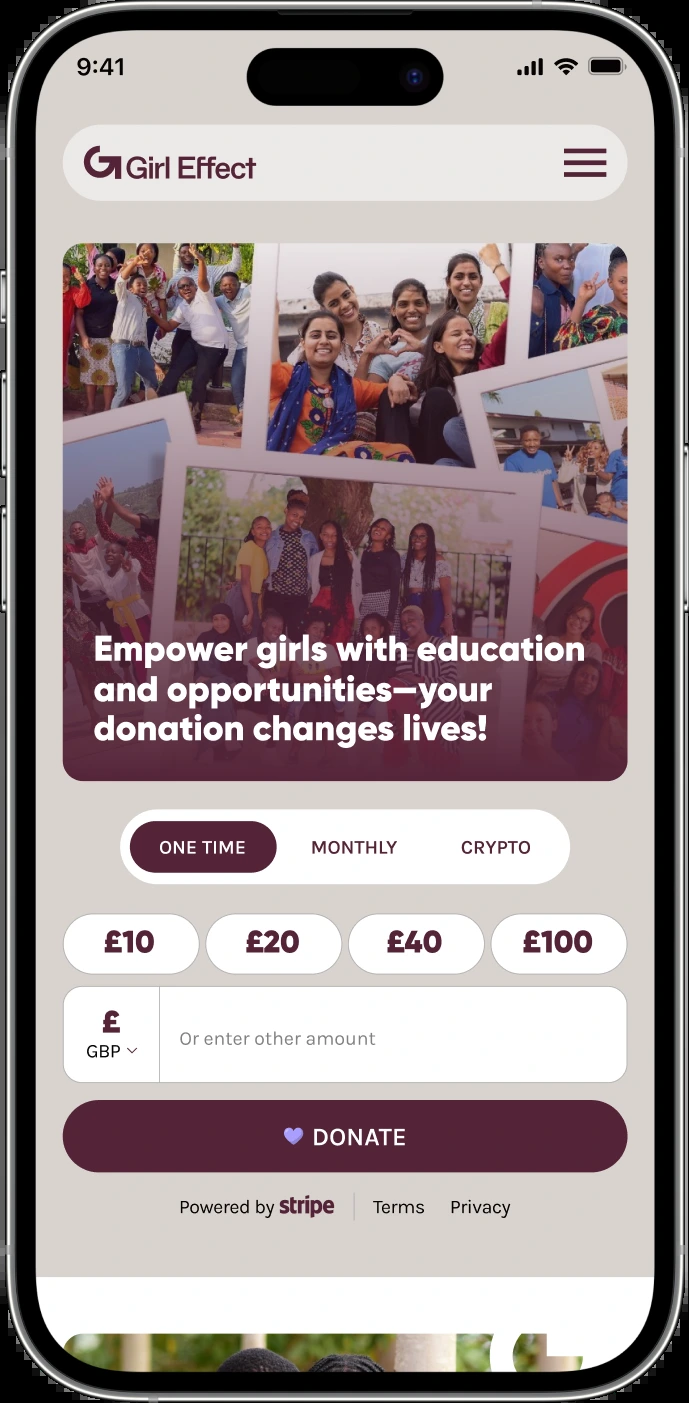 9:41
Girl Effect
Empower girls with education
and opportunities—your
donation changes lives!
ONE TIME
MONTHLY
CRYPTO
£10
£20
£40
£100
£
GBP
Or enter other amount
DONATE
Powered by stripe
Terms
Privacy